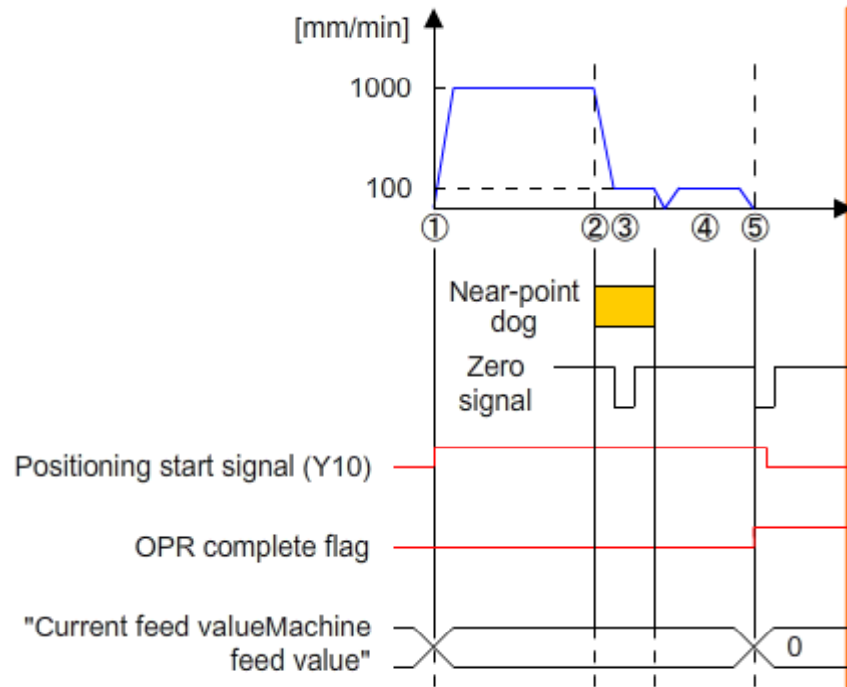 [mm/min]
1000
100
① ②③ ④ ⑤
Near-point
dog
Zero
signal
Positioning start signal (Y10)
OPR complete flag
"Current feed valueMachine
feed value"
0